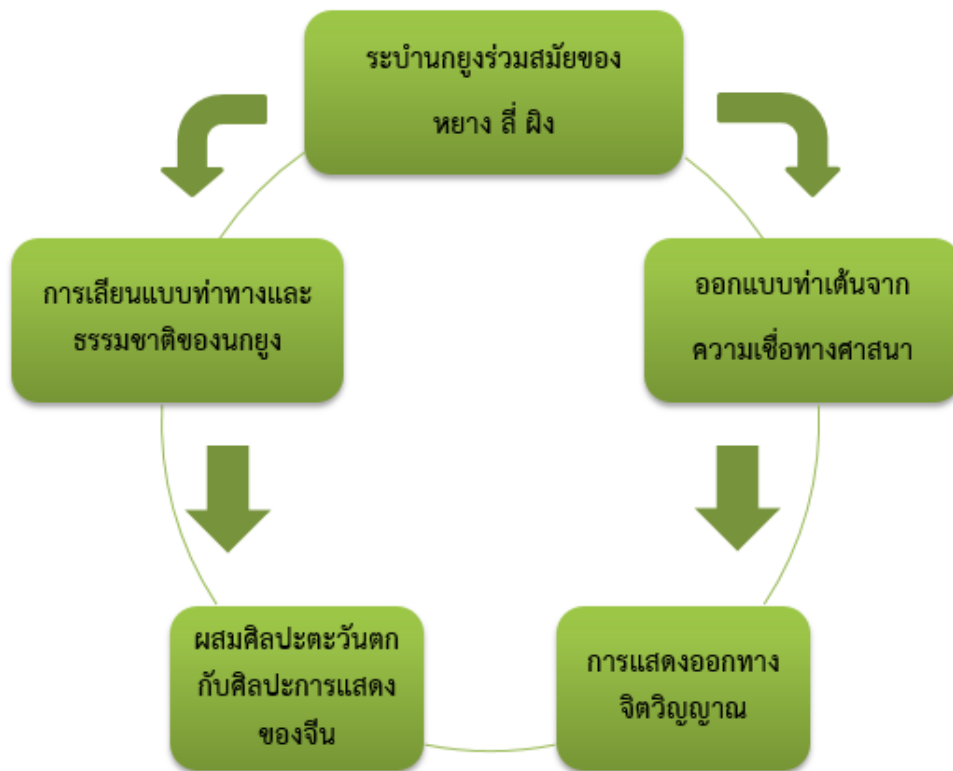 ระบำนกยูงร่วมสมัยของ
หยาง ลี่ ผิง
การเลียนแบบท่าทางและ
ธรรมชาติของนกยูง
ออกแบบท่าเต้นจาก
ความเชื่อทางศาสนา
ผสมศิลปะตะวันตก
กับศิลปะการแสดง
ของจีน
การแสดงออกทาง
จิตวิญญาณ